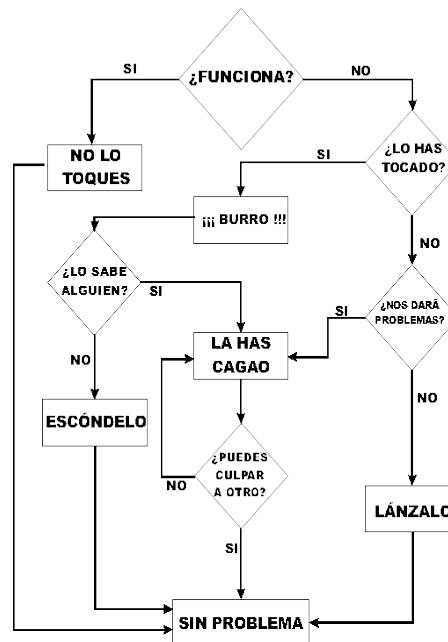 ¿FUNCIONA?
SI
NO
NO LO
TOQUES
¿LO HAS
TOCADO?
SI
¡¡¡ BURRO !!!
NO
¿LO SABE
ALGUIEN?
SI
¿NOS DARÁ
PROBLEMAS?
SI
LA HAS
CAGAO
NO
NO
ESCÓNDELO
¿PUEDES
CULPAR
A OTRO?
NO
LÁNZALO
SI
SIN PROBLEMA